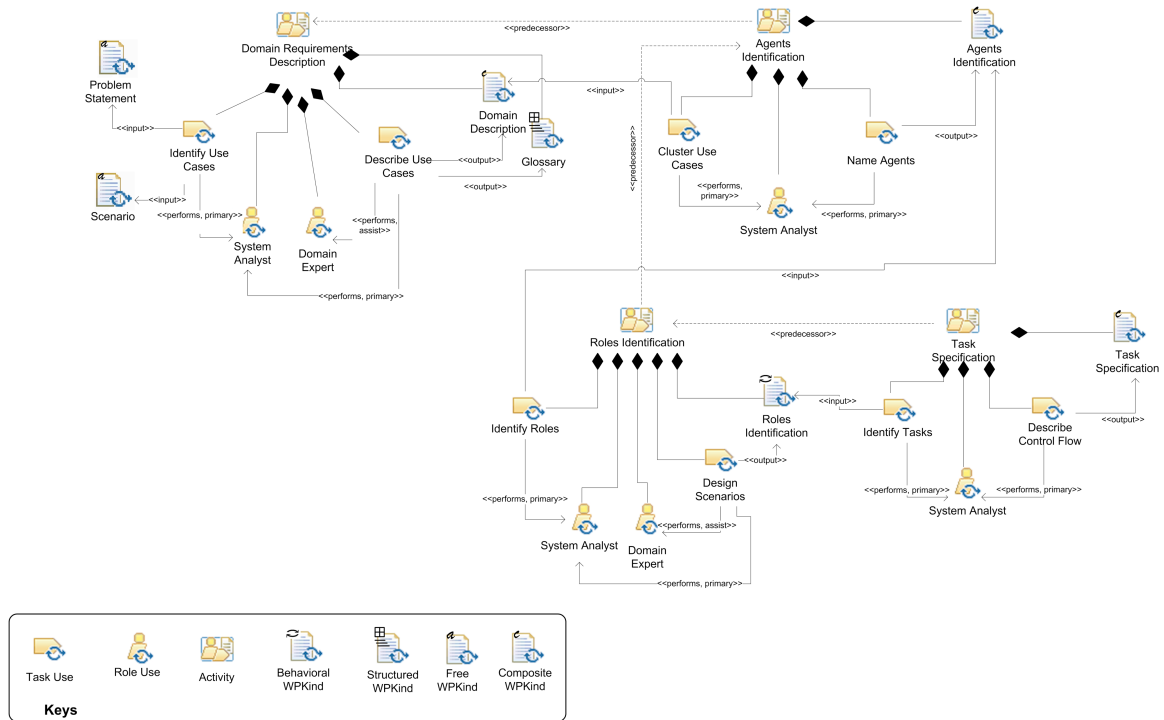 <<predecessor>>
Domain Requirements
Description
Agents
Identification
Agents
Identification
Problem
Statement
<<input>>
Identify Use
Cases
Scenario
<<input>>
<<performs, primary>>
System
Analyst
Domain
Expert
<<performs,
assist>>
Describe Use
Cases
<<output>>
<<output>>
<<performs, primary>>
Domain
Description
Glossary
<<input>>
Cluster Use
Cases
<<performs,
primary>>
System Analyst
Name Agents
<<output>>
<<performs, primary>>
<<predecessor>>
<<input>>
Roles Identification
<<predecessor>>
Task
Specification
Task
Specification
Identify Roles
<<performs, primary>>
System Analyst
Domain
Expert
<<performs, assist>>
Design
Scenarios
<<output>>
<<performs, primary>>
Roles
Identification
<<input>>
Identify Tasks
<<performs, primary>>
System Analyst
Describe
Control Flow
<<output>>
<<performs, primary>>
Task Use
Role Use
Activity
Behavioral
WPKind
Structured
WPKind
Free
WPKind
Composite
WPKind
Keys
a
a
c
c
c
a
c